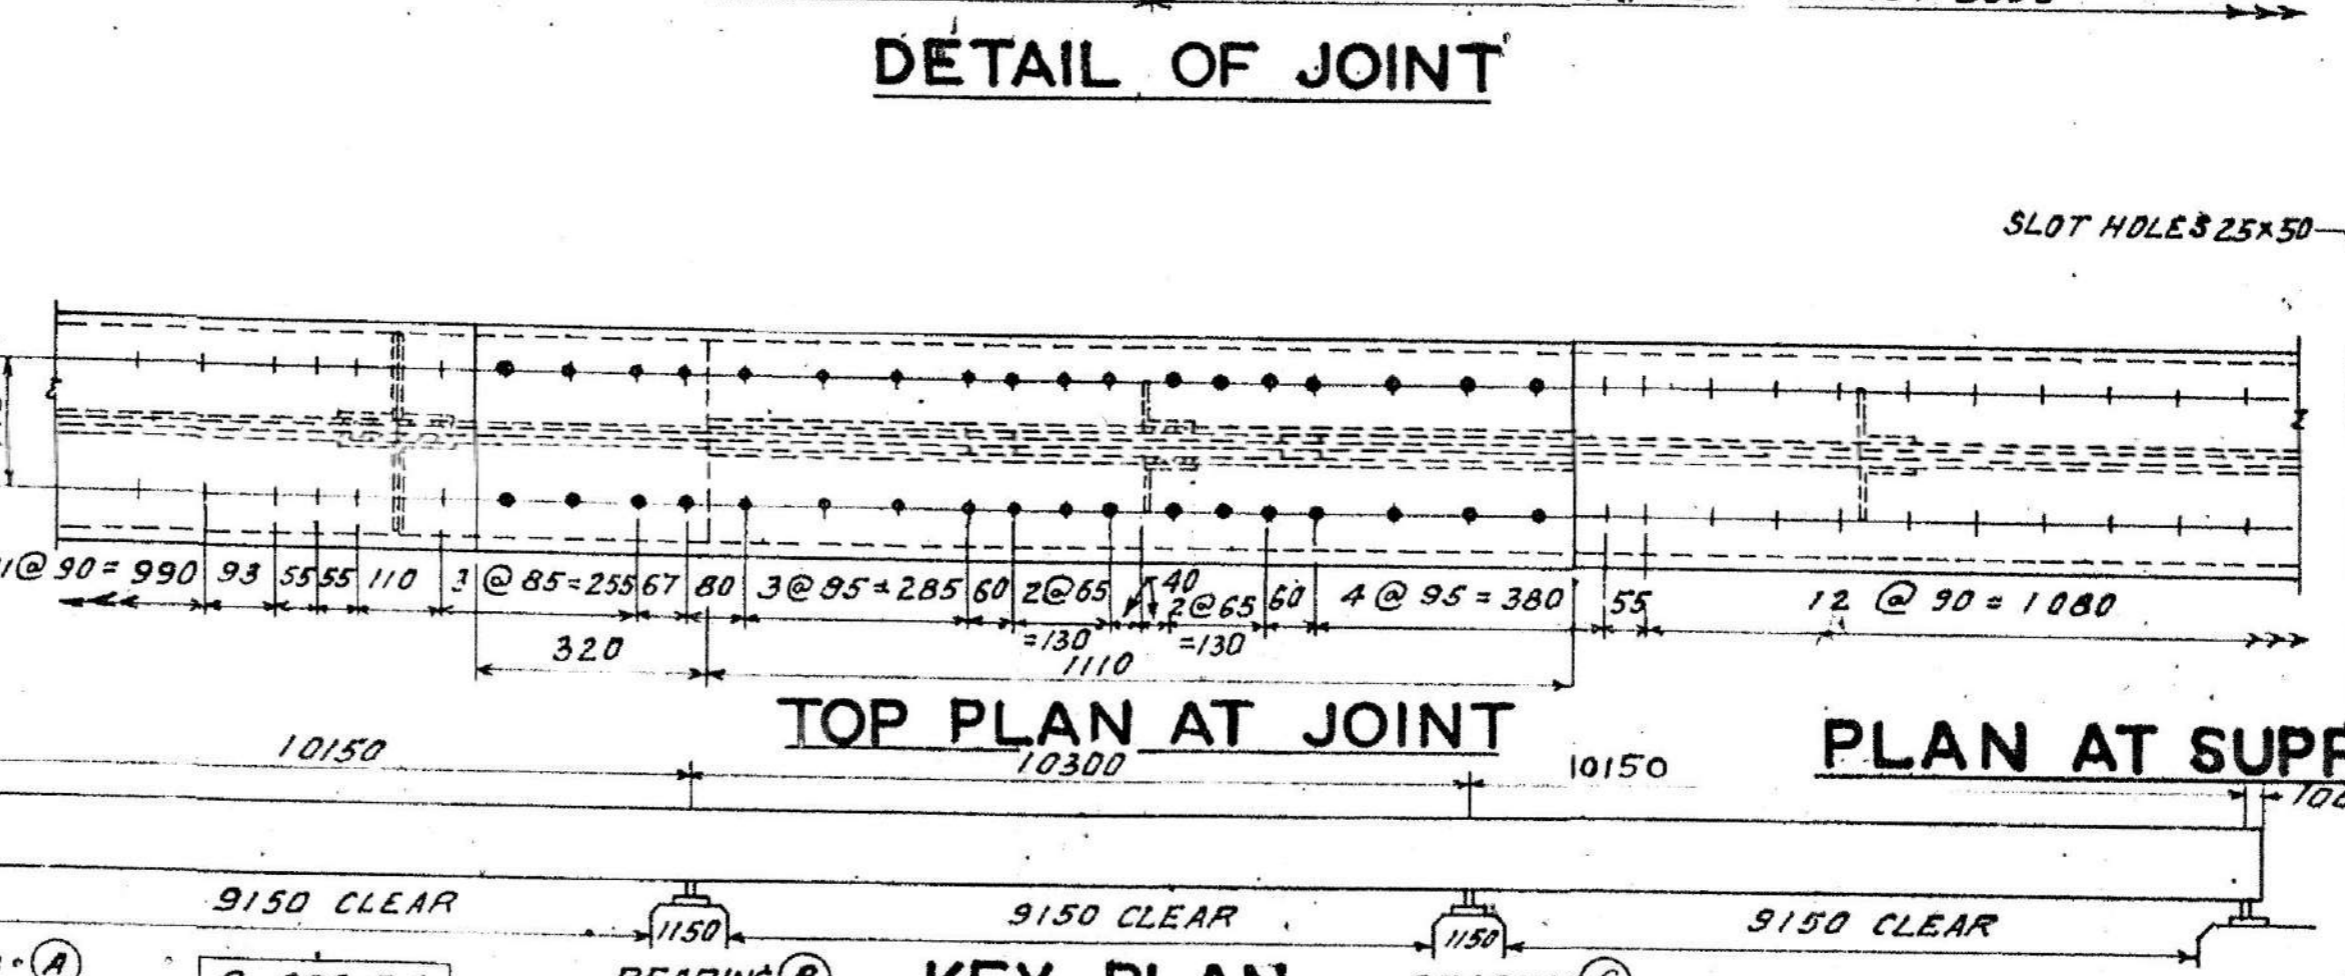 DETAIL OF JOINT
SLOT HOLES 25×50
1@90=990 93 55 55 110 3@85=255 67 80 3@95=285 60 2@65=130 40 2@65=130 60 4@95=380 55 12@90=1080
320
1110
TOP PLAN AT JOINT
PLAN AT SUPP
10150
10300
10150
100
9150 CLEAR
1150
9150 CLEAR
1150
9150 CLEAR
A
B
KEY PLAN